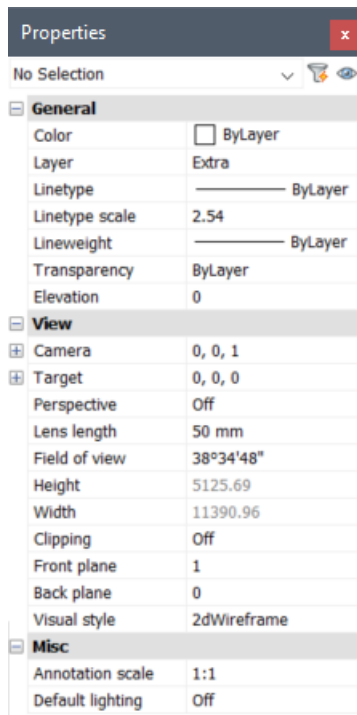 Properties x
No Selection
General
Color ByLayer
Layer Extra
Linetype ByLayer
Linetype scale 2.54
Lineweight ByLayer
Transparency ByLayer
Elevation 0
View
Camera 0, 0, 1
Target 0, 0, 0
Perspective Off
Lens length 50 mm
Field of view 38°34'48"
Height 5125.69
Width 11390.96
Clipping Off
Front plane 1
Back plane 0
Visual style 2dWireframe
Misc
Annotation scale 1:1
Default lighting Off